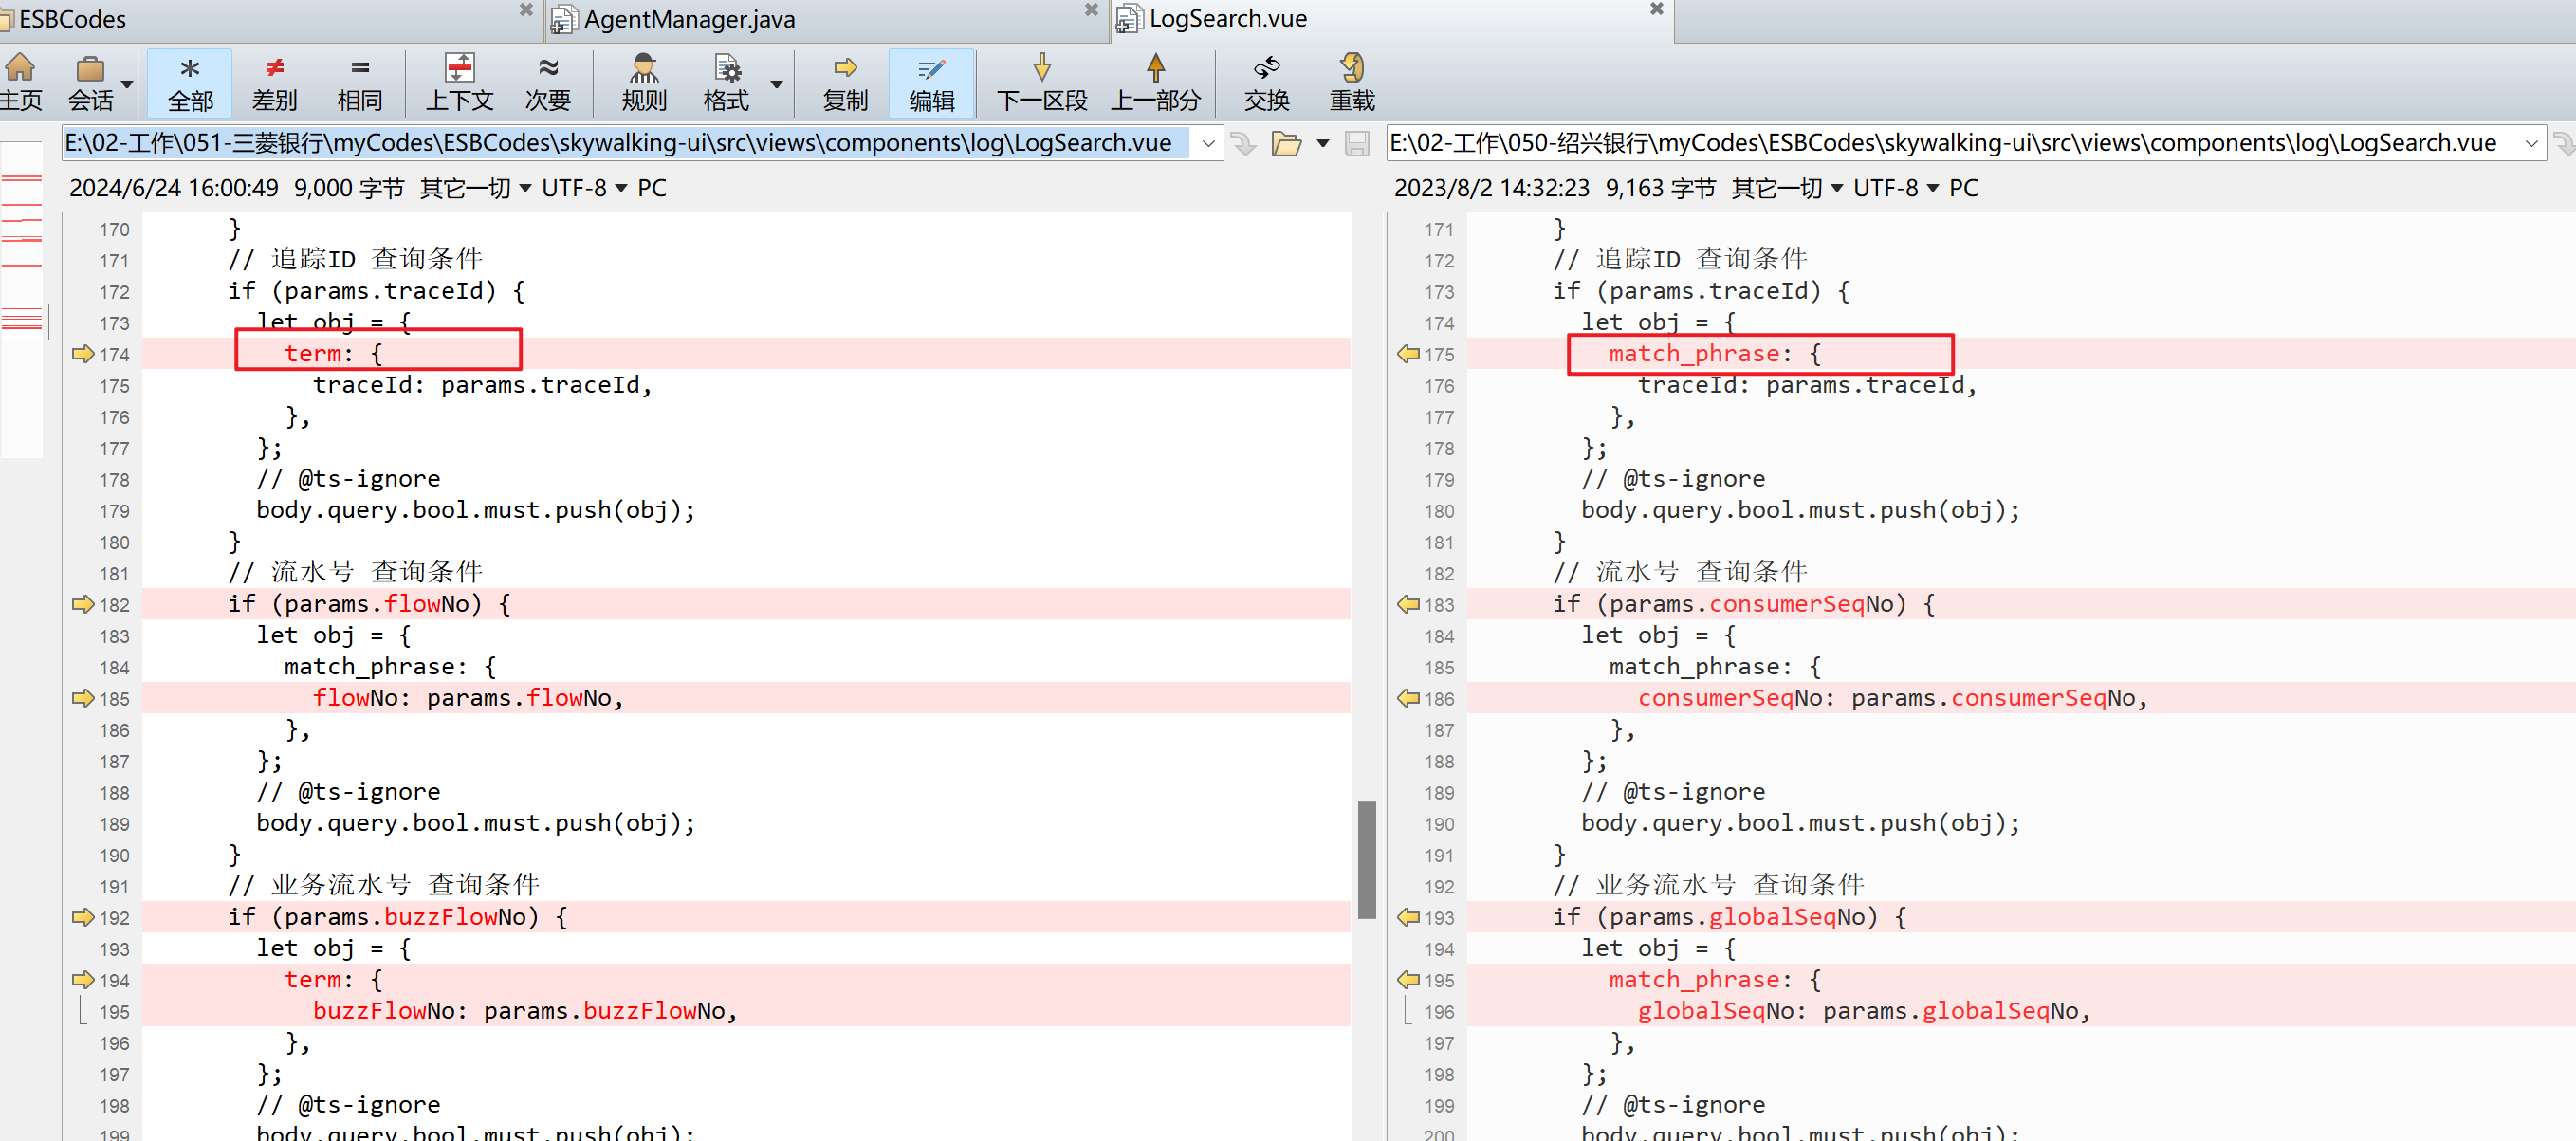 ESBCodes
AgentManager.java
LogSearch.vue
主页 会话 全部 差别 相同 上下文 次要 规则 格式 复制 编辑 下一区段 上一部分 交换 重载
E:\02-工作\051-三菱银行\myCodes\ESBCodes\skywalking-ui\src\views\components\log\LogSearch.vue
2024/6/24 16:00:49 9,000 字节 其它一切 UTF-8 PC
170 }
171 // 追踪ID 查询条件
172 if (params.traceId) {
173 let obj = {
174 term: {
175 traceId: params.traceId,
176 },
177 };
178 // @ts-ignore
179 body.query.bool.must.push(obj);
180 }
181 // 流水号 查询条件
182 if (params.flowNo) {
183 let obj = {
184 match_phrase: {
185 flowNo: params.flowNo,
186 },
187 };
188 // @ts-ignore
189 body.query.bool.must.push(obj);
190 }
191 // 业务流水号 查询条件
192 if (params.buzzFlowNo) {
193 let obj = {
194 term: {
195 buzzFlowNo: params.buzzFlowNo,
196 },
197 };
198 // @ts-ignore
199 body.query.bool.must.push(obj);
E:\02-工作\050-绍兴银行\myCodes\ESBCodes\skywalking-ui\src\views\components\log\LogSearch.vue
2023/8/2 14:32:23 9,163 字节 其它一切 UTF-8 PC
171 }
172 // 追踪ID 查询条件
173 if (params.traceId) {
174 let obj = {
175 match_phrase: {
176 traceId: params.traceId,
177 },
178 };
179 // @ts-ignore
180 body.query.bool.must.push(obj);
181 }
182 // 流水号 查询条件
183 if (params.consumerSeqNo) {
184 let obj = {
185 match_phrase: {
186 consumerSeqNo: params.consumerSeqNo,
187 },
188 };
189 // @ts-ignore
190 body.query.bool.must.push(obj);
191 }
192 // 业务流水号 查询条件
193 if (params.globalSeqNo) {
194 let obj = {
195 match_phrase: {
196 globalSeqNo: params.globalSeqNo,
197 },
198 };
199 // @ts-ignore
200 body.query.bool.must.push(obj);